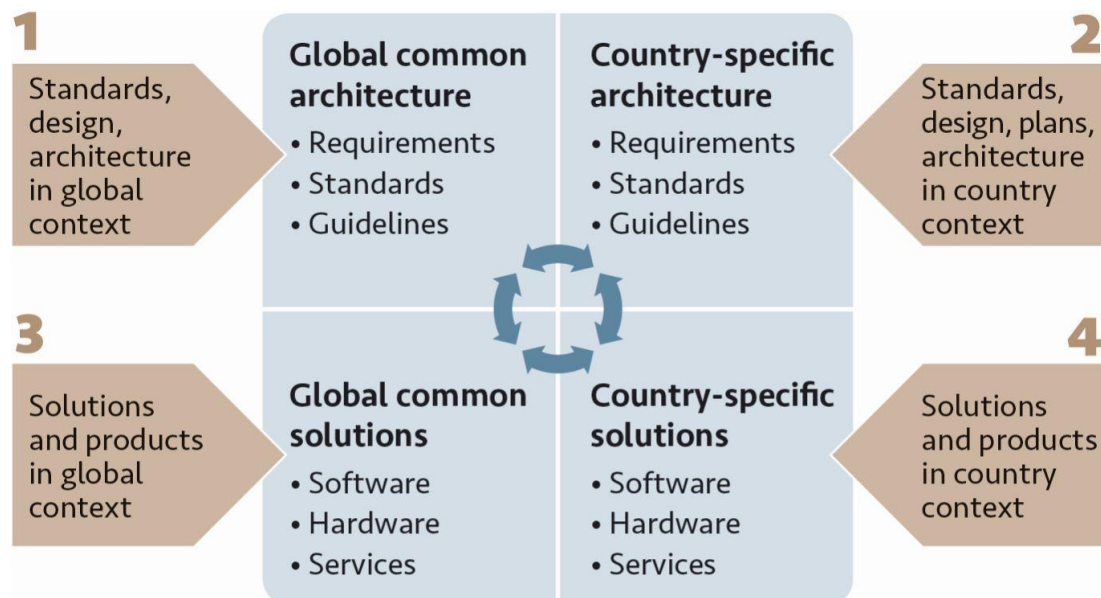 1
Standards,
design,
architecture
in global
context
Global common
architecture
• Requirements
• Standards
• Guidelines
Country-specific
architecture
• Requirements
• Standards
• Guidelines
2
Standards,
design, plans,
architecture
in country
context
3
Solutions
and products
in global
context
Global common
solutions
• Software
• Hardware
• Services
Country-specific
solutions
• Software
• Hardware
• Services
4
Solutions
and products
in country
context